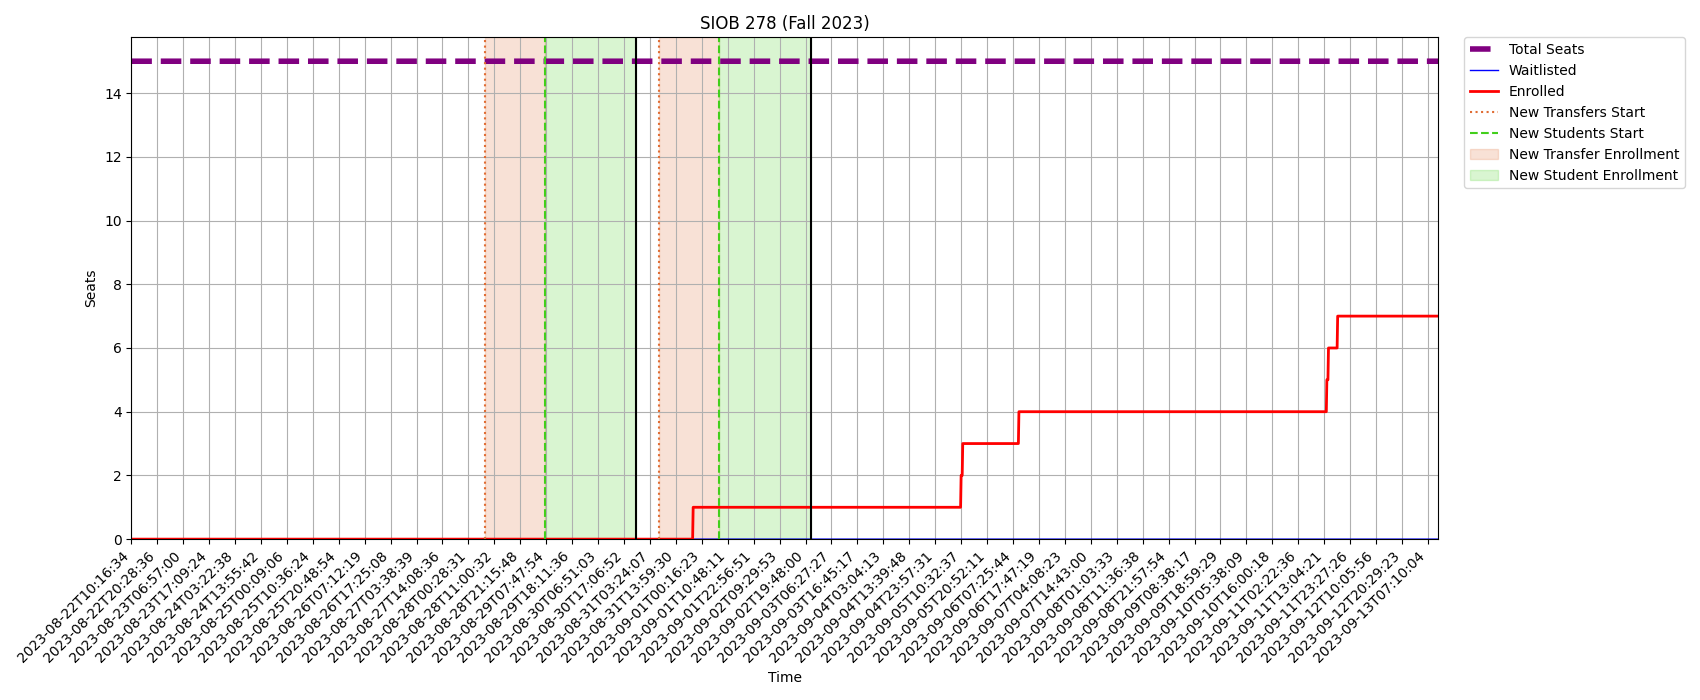 SIOB 278 (Fall 2023)
Total Seats
Waitlisted
Enrolled
New Transfers Start
New Students Start
New Transfer Enrollment
New Student Enrollment
Seats
14
12
10
8
6
4
2
0
2023-08-22T10:16:34
2023-08-22T20:28:36
2023-08-23T06:57:00
2023-08-23T17:09:24
2023-08-24T03:22:38
2023-08-24T13:55:42
2023-08-25T00:09:06
2023-08-25T10:36:24
2023-08-25T20:48:54
2023-08-26T07:12:19
2023-08-26T17:25:08
2023-08-27T03:38:39
2023-08-27T14:08:36
2023-08-28T00:28:31
2023-08-28T11:00:32
2023-08-28T21:15:48
2023-08-29T07:47:54
2023-08-29T18:11:36
2023-08-30T06:51:03
2023-08-30T17:06:52
2023-08-31T03:24:07
2023-08-31T13:59:30
2023-09-01T00:16:23
2023-09-01T10:48:11
2023-09-01T22:56:51
2023-09-02T09:29:53
2023-09-02T19:48:00
2023-09-03T06:27:27
2023-09-03T16:45:17
2023-09-04T03:04:13
2023-09-04T13:39:48
2023-09-04T23:57:31
2023-09-05T10:32:37
2023-09-05T20:52:11
2023-09-06T07:25:44
2023-09-06T17:47:19
2023-09-07T04:08:23
2023-09-07T14:43:00
2023-09-08T01:03:33
2023-09-08T11:36:38
2023-09-08T21:57:54
2023-09-09T08:38:17
2023-09-09T18:59:29
2023-09-10T05:38:09
2023-09-10T16:00:18
2023-09-11T02:22:36
2023-09-11T13:04:21
2023-09-11T23:27:26
2023-09-12T10:05:56
2023-09-12T20:29:23
2023-09-13T07:10:04
Time